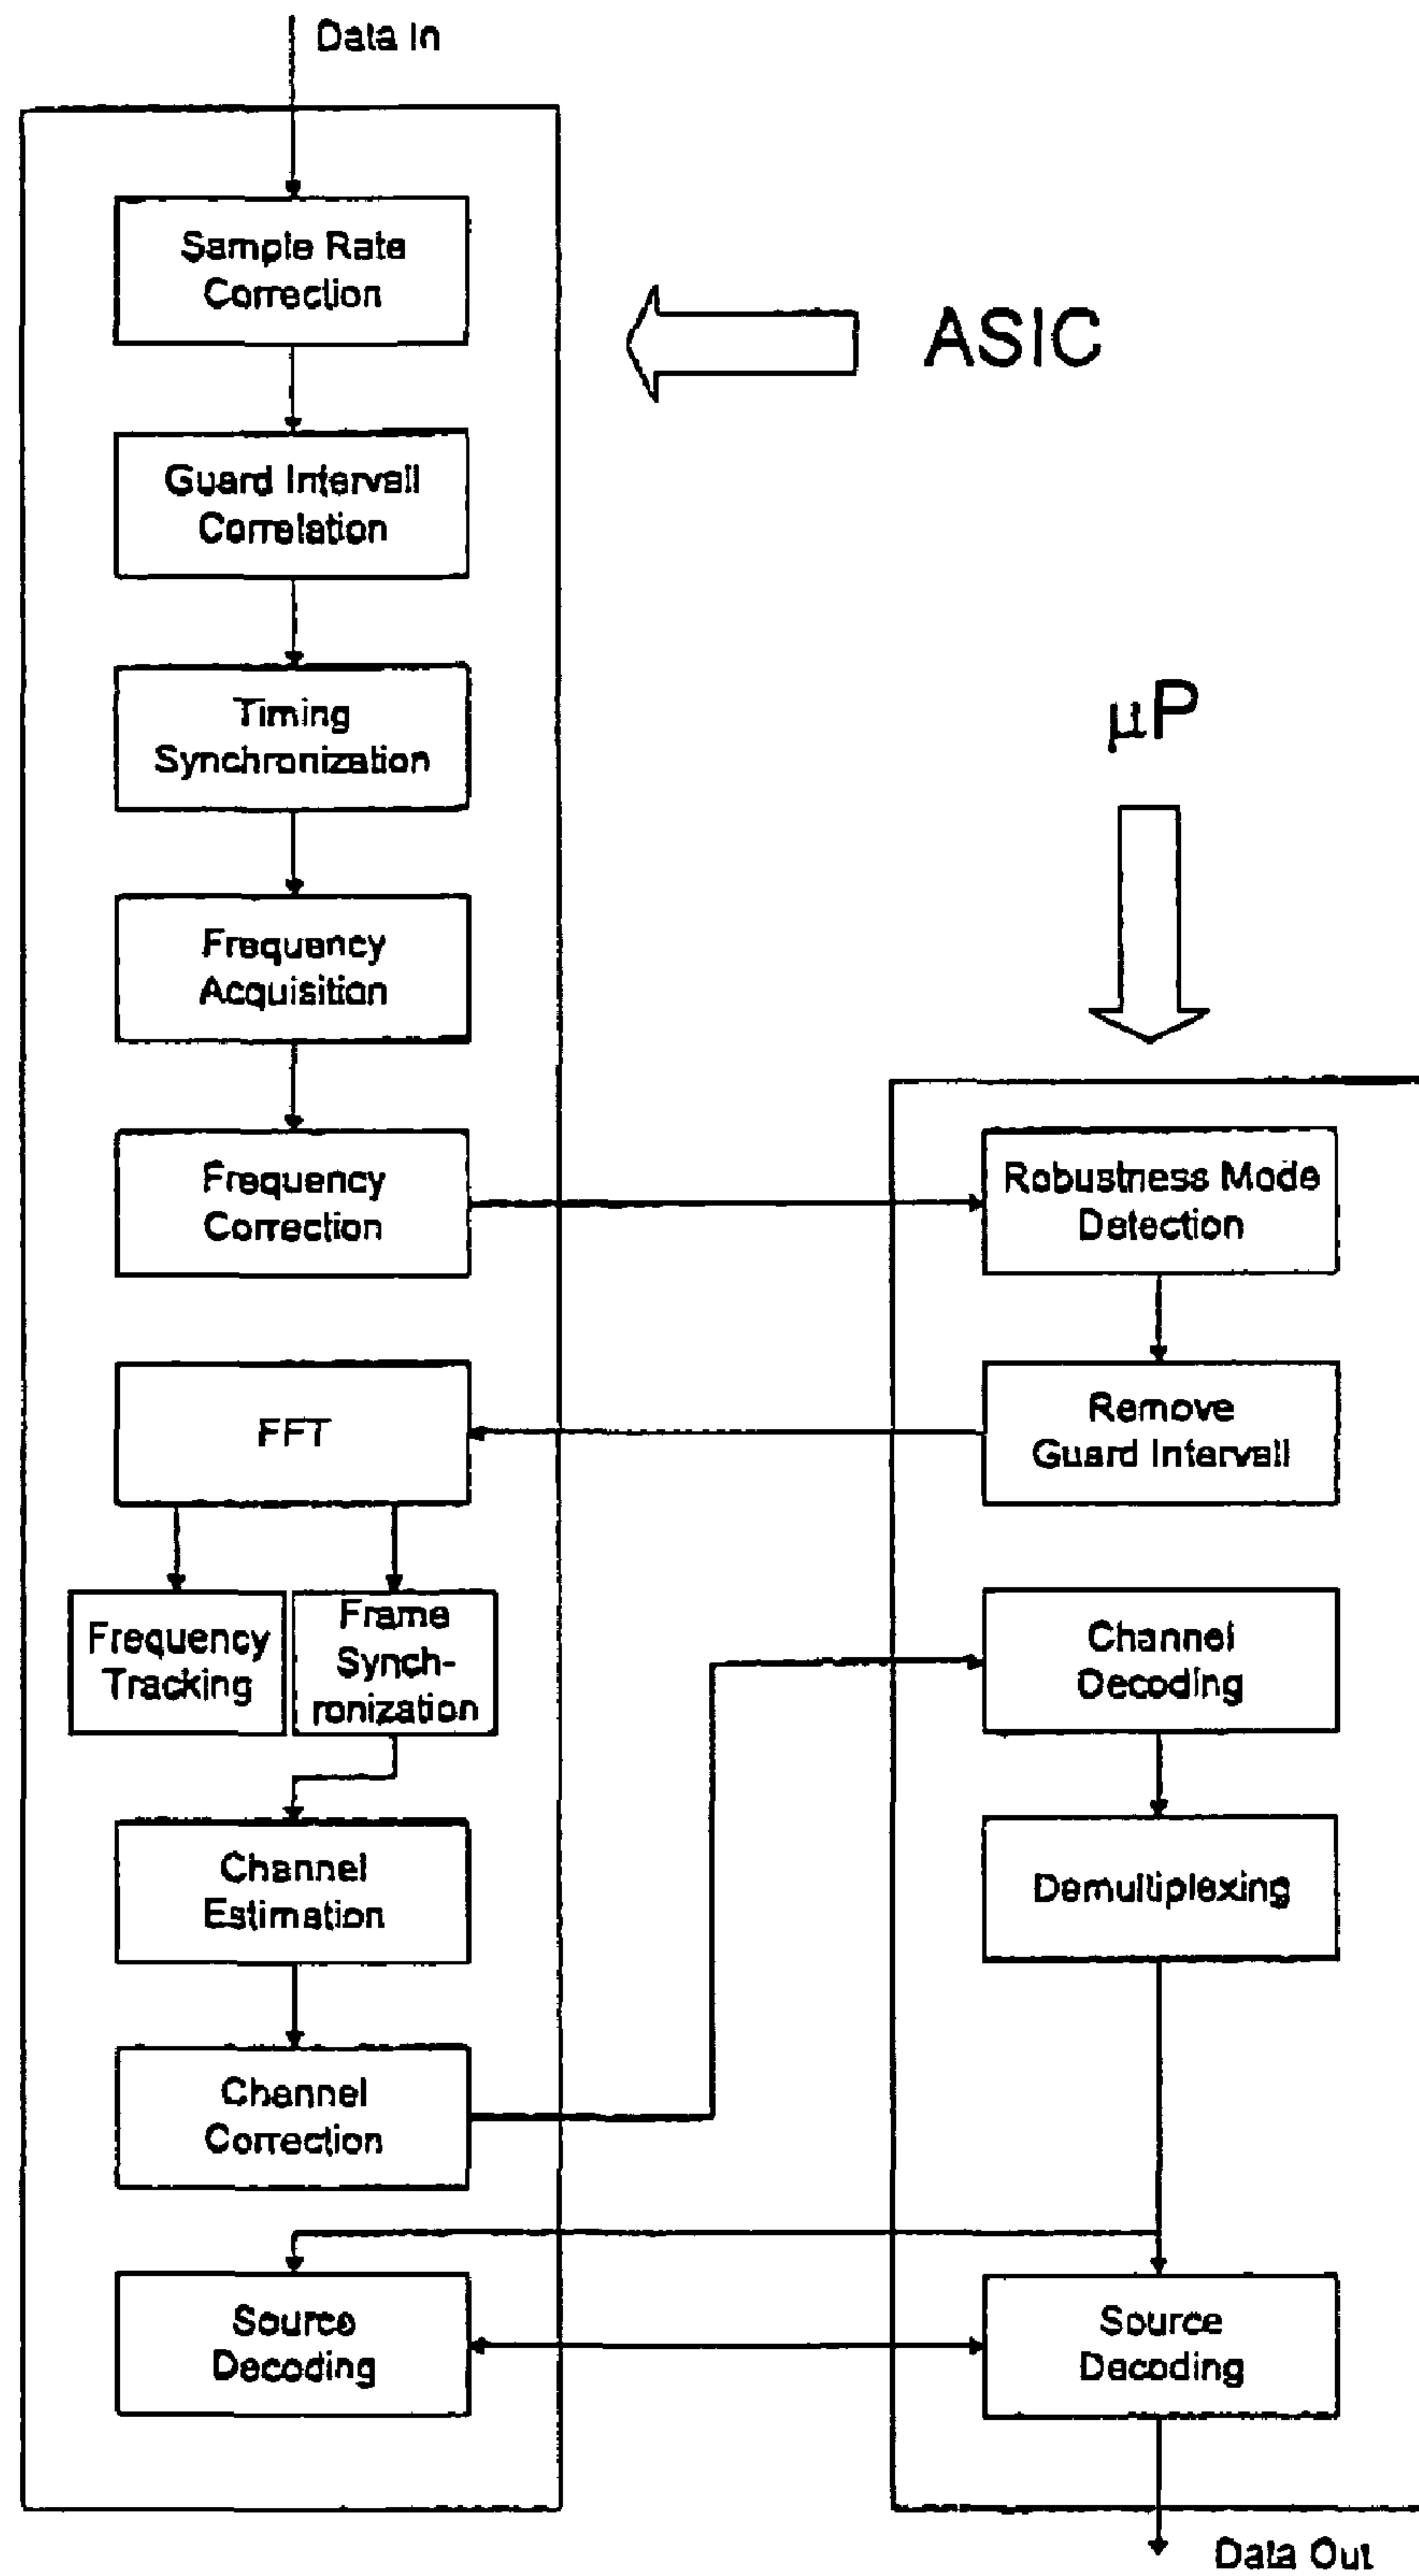 Data In
Sample Rate
Correction
ASIC
Guard Intervall
Correlation
Timing
Synchronization
µP
Frequency
Acquisition
Frequency
Correction
Robustness Mode
Detection
FFT
Remove
Guard Intervall
Frequency
Tracking
Frame
Synch-
ronization
Channel
Decoding
Channel
Estimation
Demultiplexing
Channel
Correction
Source
Decoding
Source
Decoding
Data Out